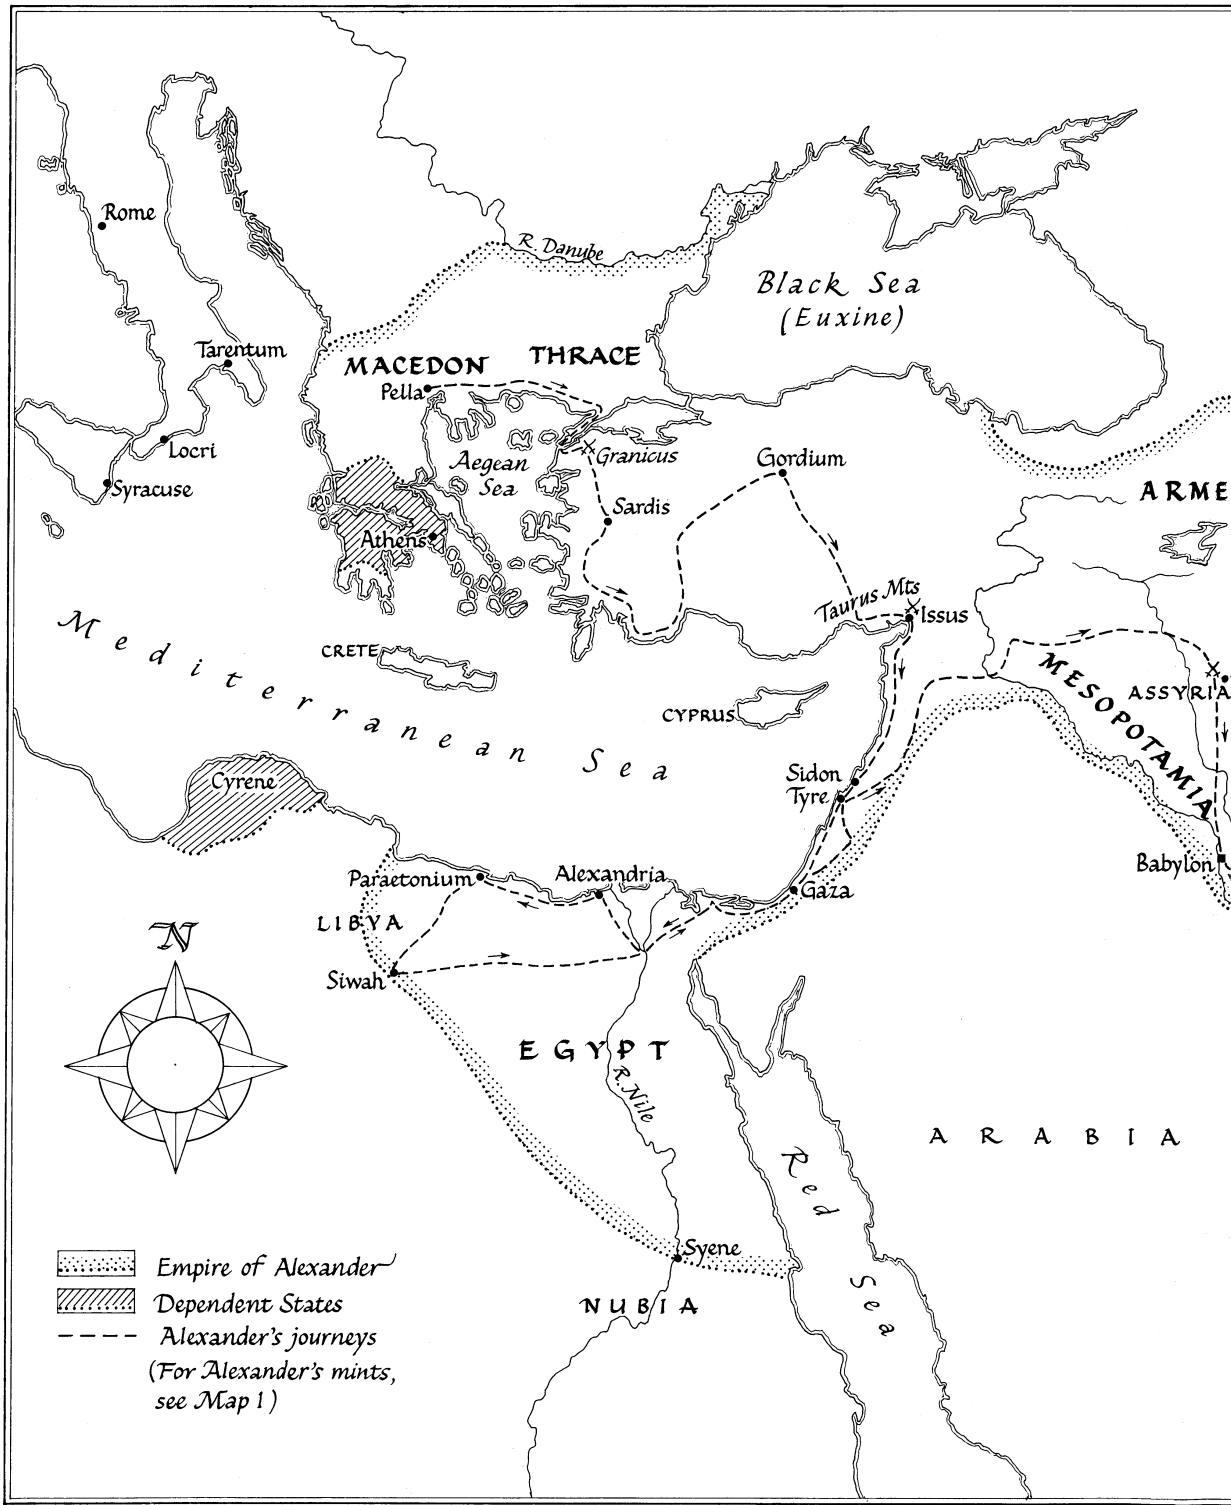 Rome
R. Danube
Black Sea
(Euxine)
Tarentum
MACEDON
THRACE
Pella
Locri
Aegean
Sea
Granicus
Gordium
Syracuse
Sardis
ARME
Athens
Taurus Mts
Issus
Mediterranean Sea
CRETE
CYPRUS
MESOPOTAMIA
ASSYRIA
Cyrene
Sidon
Tyre
Babylon
Paraetonium
Alexandria
Gaza
LIBYA
N
Siwah
EGYPT
R. Nile
ARABIA
Red Sea
Syene
NUBIA
Empire of Alexander
Dependent States
Alexander's journeys
(For Alexander's mints,
see Map 1)